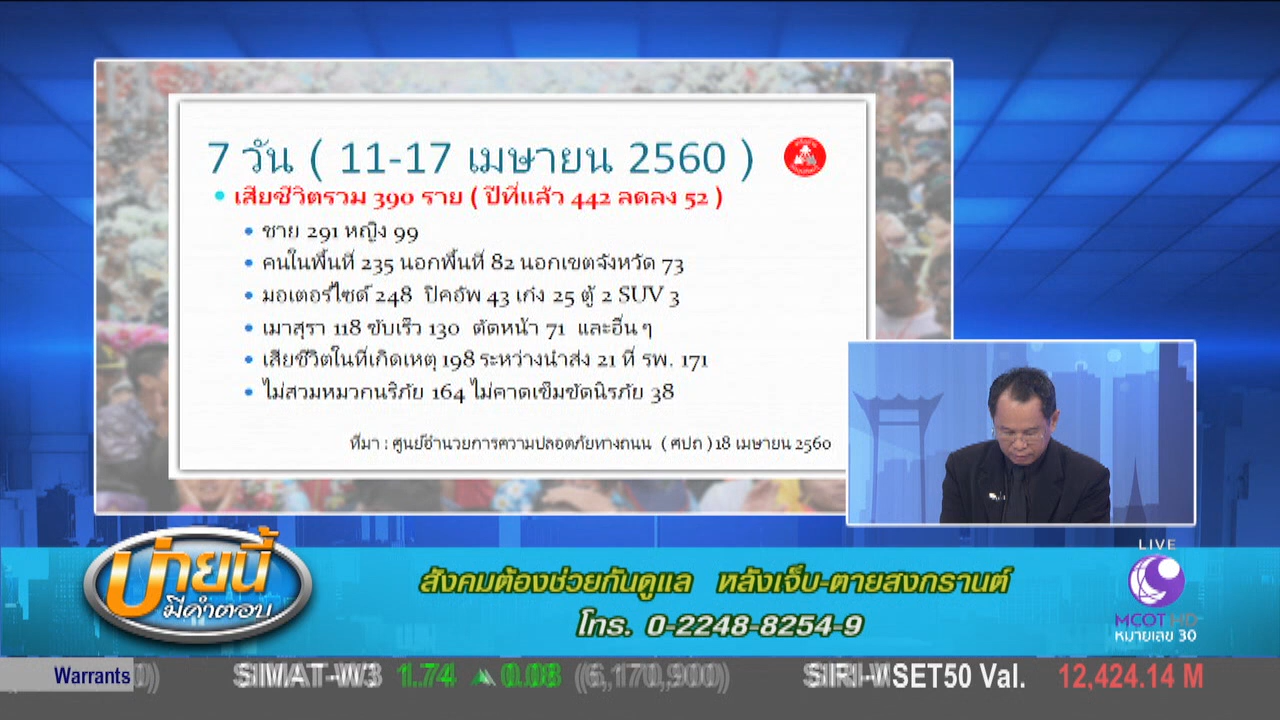 7 วัน ( 11-17 เมษายน 2560 )
เสียชีวิตรวม 390 ราย ( ปีที่แล้ว 442 ลดลง 52 )
ชาย 291 หญิง 99
คนในพื้นที่ 235 นอกพื้นที่ 82 นอกเขตจังหวัด 73
มอเตอร์ไซด์ 248 ปิคอัพ 43 เก๋ง 25 ตู้ 2 SUV 3
เมาสุรา 118 ขับเร็ว 130 ตัดหน้า 71 และอื่น ๆ
เสียชีวิตในที่เกิดเหตุ 198 ระหว่างนำส่ง 21 ที่ รพ. 171
ไม่สวมหมวกนริภัย 164 ไม่คาดเข็มขัดนิรภัย 38
ที่มา : ศูนย์อำนวยการความปลอดภัยทางถนน ( ศปถ ) 18 เมษายน 2560
บ่ายนี้
มีคำตอบ
สังคมต้องช่วยกันดูแล หลังเจ็บ-ตายสงกรานต์
โทร. 0-2248-8254-9
LIVE
MCOT HD
หมายเลข 30
Warrants SIMAT-W3 1.74 0.08 (6,170,900) SIRI-W SET50 Val. 12,424.14 M